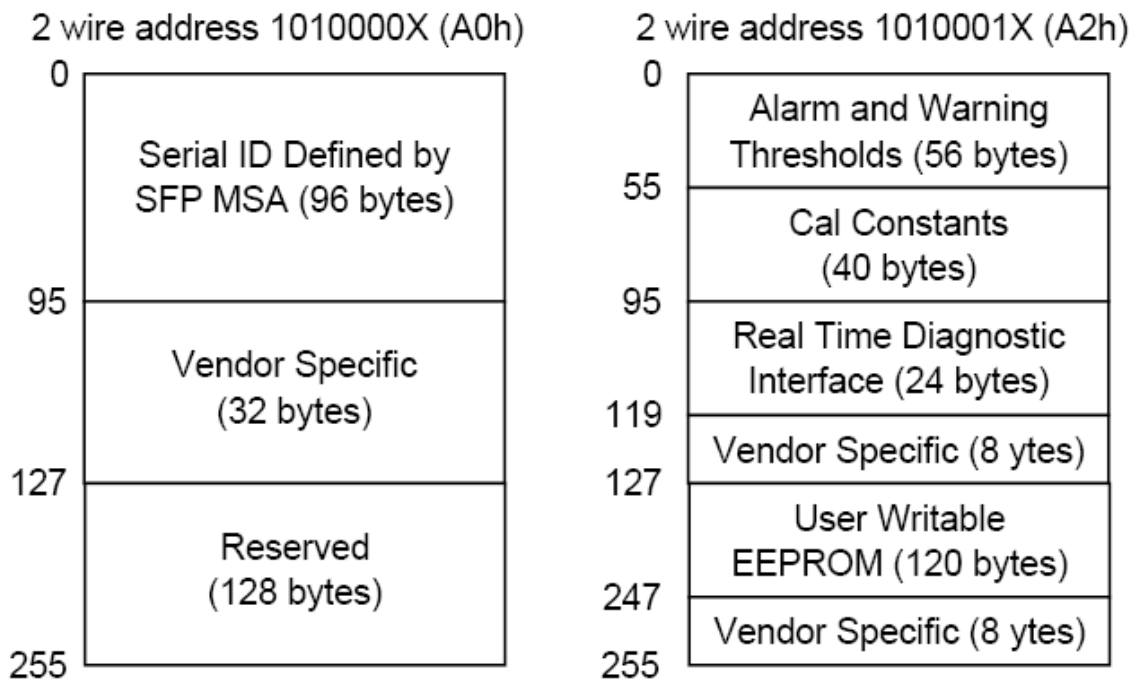 2 wire address 1010000X (A0h)
0
Serial ID Defined by
SFP MSA (96 bytes)
95
Vendor Specific
(32 bytes)
127
Reserved
(128 bytes)
255
2 wire address 1010001X (A2h)
0
Alarm and Warning
Thresholds (56 bytes)
55
Cal Constants
(40 bytes)
95
Real Time Diagnostic
Interface (24 bytes)
119
Vendor Specific (8 ytes)
127
User Writable
EEPROM (120 bytes)
247
Vendor Specific (8 ytes)
255